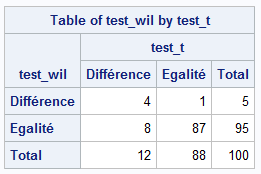 Table of test_wil by test_t
test_t
test_wil Différence Egalité Total
Différence 4 1 5
Egalité 8 87 95
Total 12 88 100